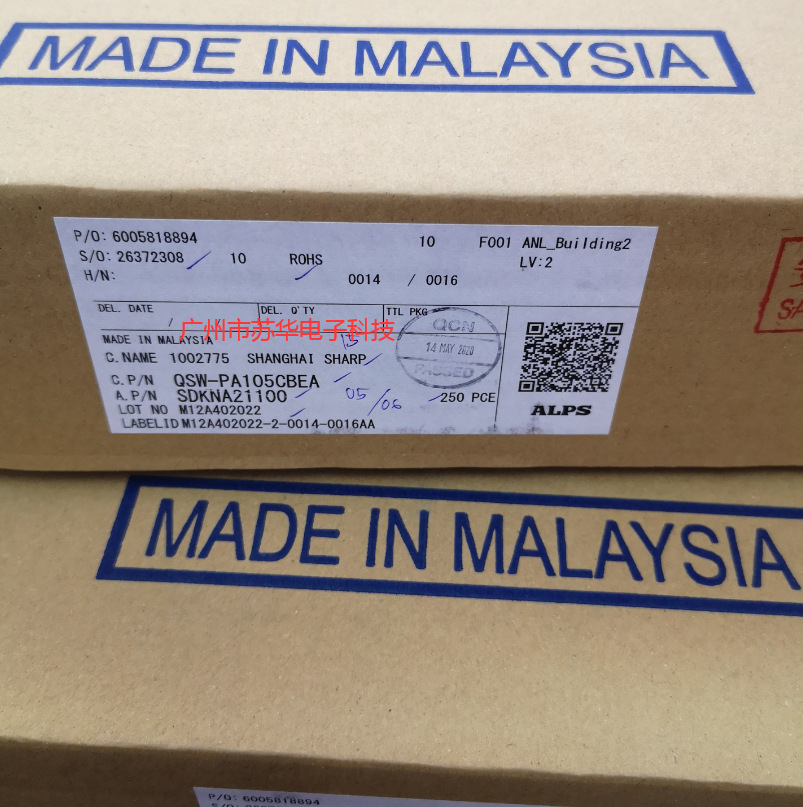 MADE IN MALAYSIA
P/O: 6005818894 10 F001 ANL_Building2
S/O: 26372308 10 ROHS LV:2
H/N: 0014 / 0016
DEL. DATE DEL. Q'TY TTL PKG
/ /
广州市苏华电子科技
13
QCN
14 MAY 2020
PASSED
MADE IN MALAYSIA
C.NAME 1002775 SHANGHAI SHARP
C.P/N QSW-PA105CBEA
A.P/N SDKNA21100 05/06 250 PCE
LOT NO M12A402022
LABELID M12A402022-2-0014-0016AA
ALPS
MADE IN MALAYSIA
P/O: 6005818894